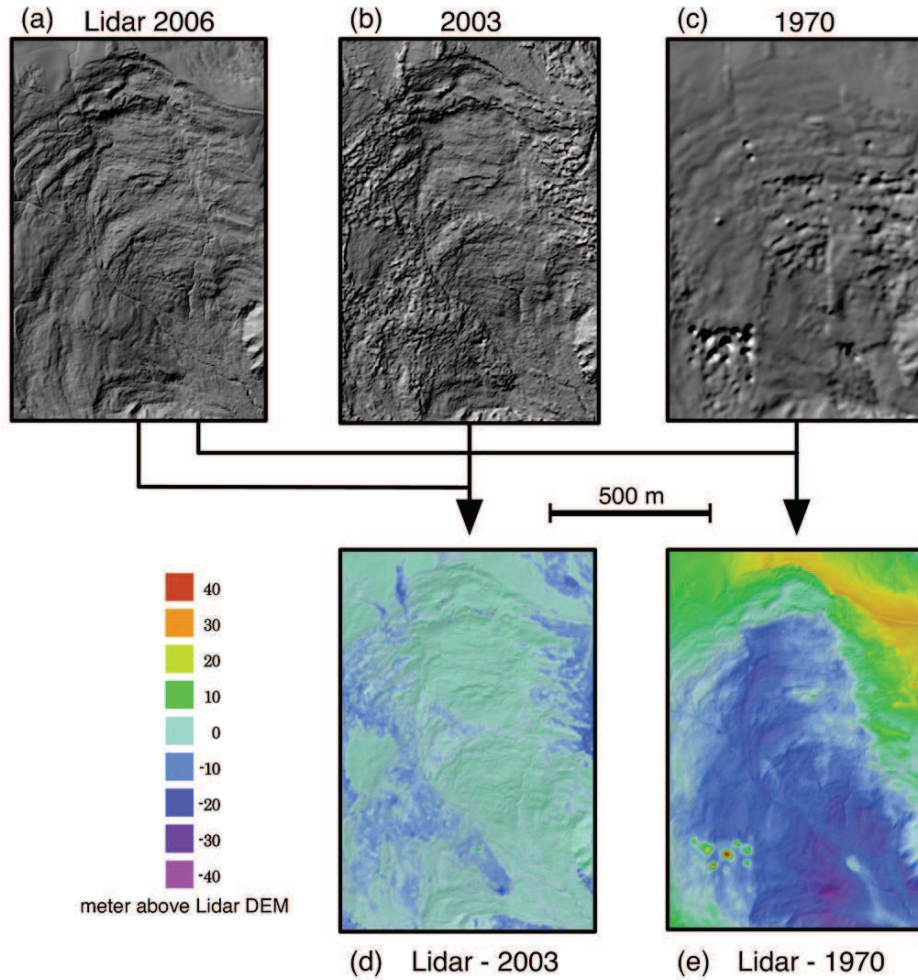 (a) Lidar 2006
(b) 2003
(c) 1970
500 m
40
30
20
10
0
-10
-20
-30
-40
meter above Lidar DEM
(d) Lidar - 2003
(e) Lidar - 1970